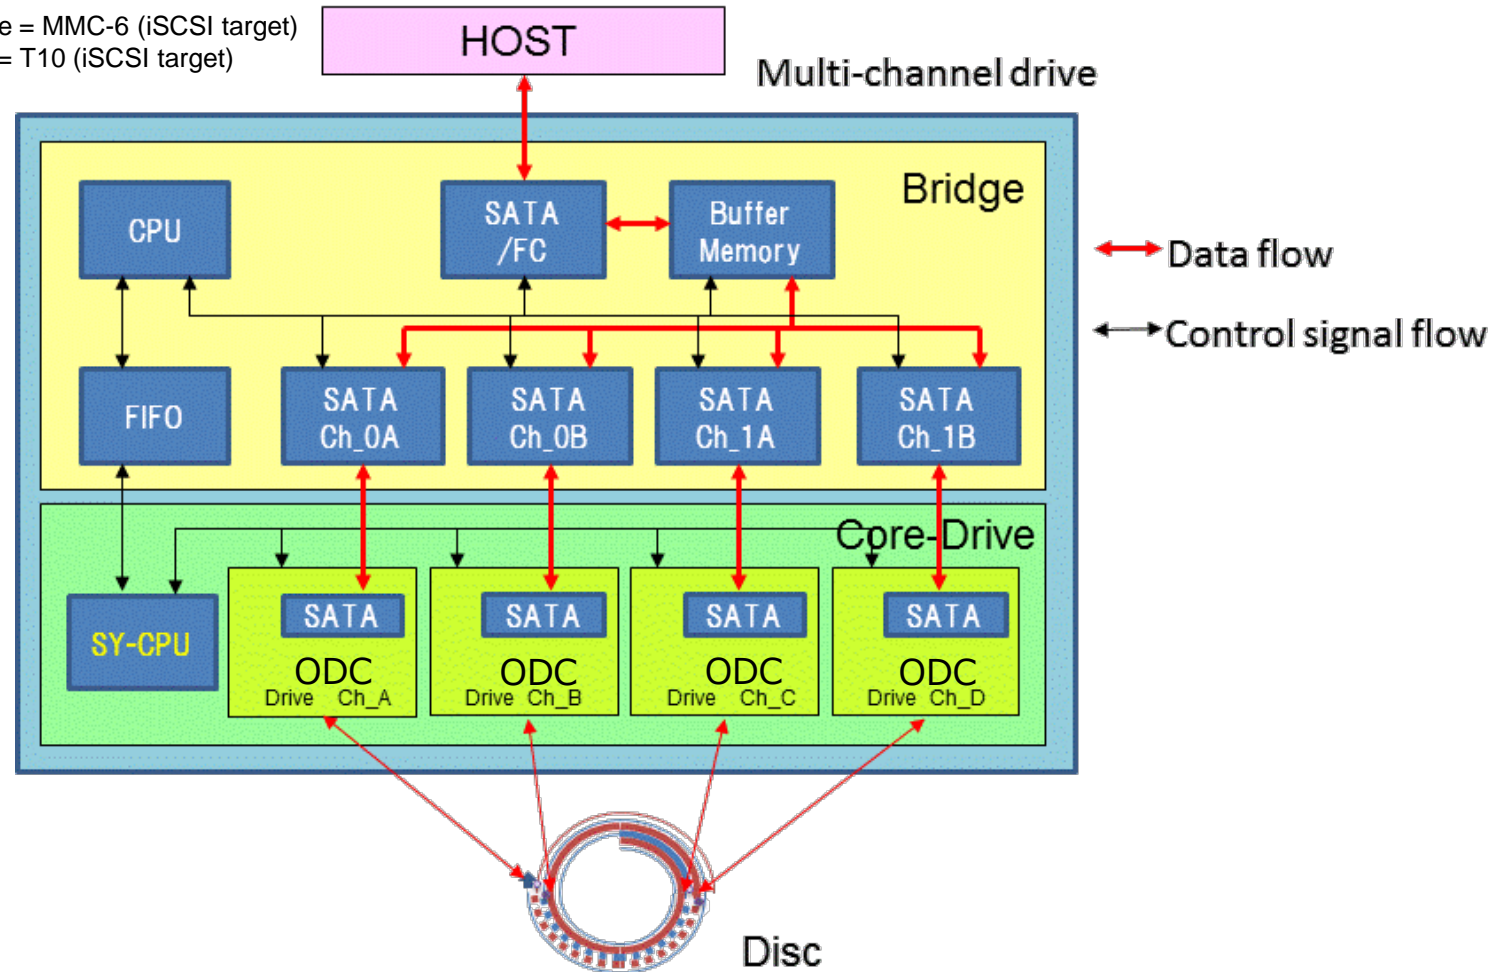 e = MMC-6 (iSCSI target)
= T10 (iSCSI target)
HOST
Multi-channel drive
Bridge
CPU
SATA
/FC
Buffer
Memory
Data flow
Control signal flow
FIFO
SATA
Ch_0A
SATA
Ch_0B
SATA
Ch_1A
SATA
Ch_1B
Core-Drive
SY-CPU
SATA
ODC
Drive Ch_A
SATA
ODC
Drive Ch_B
SATA
ODC
Drive Ch_C
SATA
ODC
Drive Ch_D
Disc